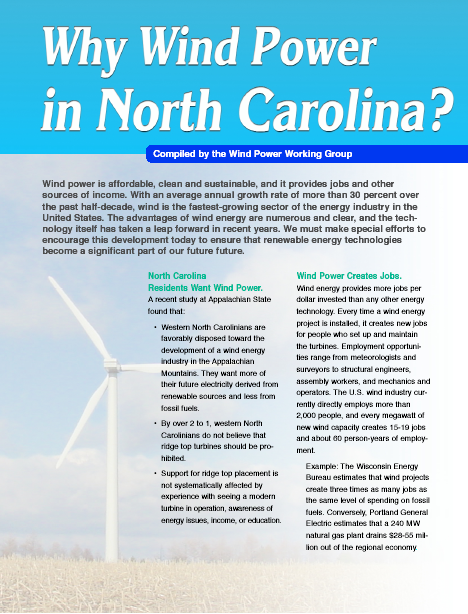 Why Wind Power
in North Carolina?
Compiled by the Wind Power Working Group
Wind power is affordable, clean and sustainable, and it provides jobs and other
sources of income. With an average annual growth rate of more than 30 percent over
the past half-decade, wind is the fastest-growing sector of the energy industry in the
United States. The advantages of wind energy are numerous and clear, and the tech-
nology itself has taken a leap forward in recent years. We must make special efforts to
encourage this development today to ensure that renewable energy technologies
become a significant part of our future future.
North Carolina
Residents Want Wind Power.
A recent study at Appalachian State
found that:
• Western North Carolinians are
favorably disposed toward the
development of a wind energy
industry in the Appalachian
Mountains. They want more of
their future electricity derived from
renewable sources and less from
fossil fuels.
• By over 2 to 1, western North
Carolinians do not believe that
ridge top turbines should be pro-
hibited.
• Support for ridge top placement is
not systematically affected by
experience with seeing a modern
turbine in operation, awareness of
energy issues, income, or education.
Wind Power Creates Jobs.
Wind energy provides more jobs per
dollar invested than any other energy
technology. Every time a wind energy
project is installed, it creates new jobs
for people who set up and maintain
the turbines. Employment opportuni-
ties range from meteorologists and
surveyors to structural engineers,
assembly workers, and mechanics and
operators. The U.S. wind industry cur-
rently directly employs more than
2,000 people, and every megawatt of
new wind capacity creates 15-19 jobs
and about 60 person-years of employ-
ment.
Example: The Wisconsin Energy
Bureau estimates that wind projects
create three times as many jobs as
the same level of spending on fossil
fuels. Conversely, Portland General
Electric estimates that a 240 MW
natural gas plant drains $28-55 mil-
lion out of the regional economy.